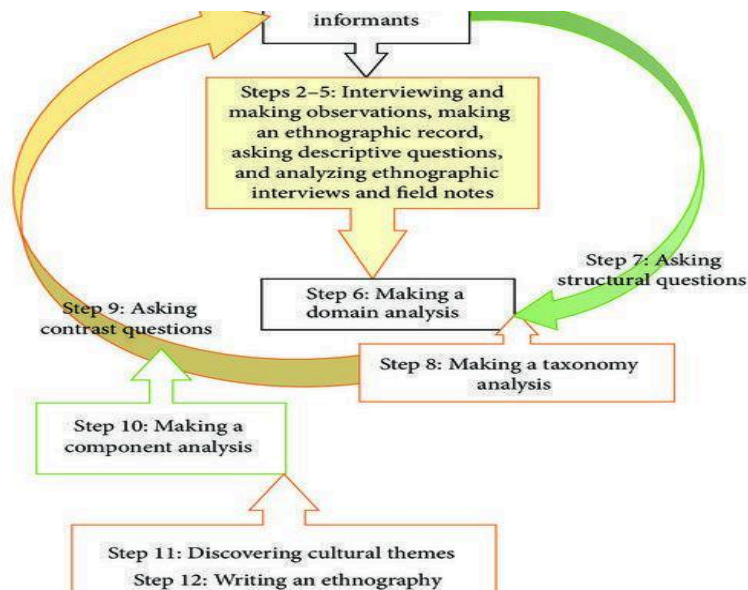 informants
Steps 2–5: Interviewing and
making observations, making
an ethnographic record,
asking descriptive questions,
and analyzing ethnographic
interviews and field notes
Step 7: Asking
structural questions
Step 6: Making a
domain analysis
Step 9: Asking
contrast questions
Step 8: Making a taxonomy
analysis
Step 10: Making a
component analysis
Step 11: Discovering cultural themes
Step 12: Writing an ethnography